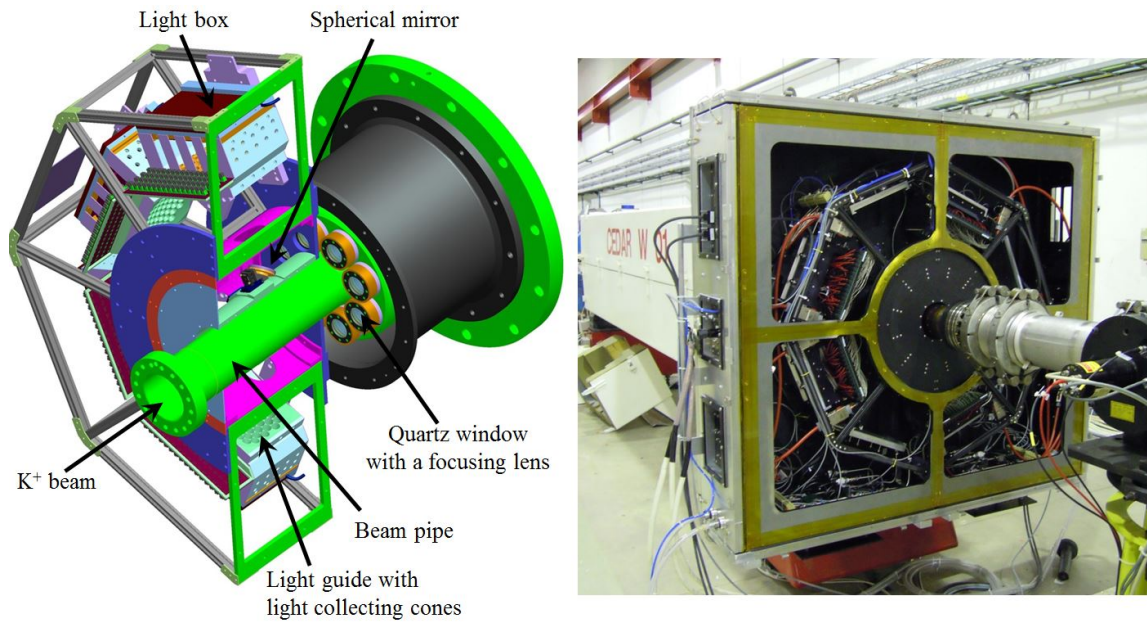 Light box
Spherical mirror
K⁺ beam
Quartz window
with a focusing lens
Beam pipe
Light guide with
light collecting cones
CEDAR W 01